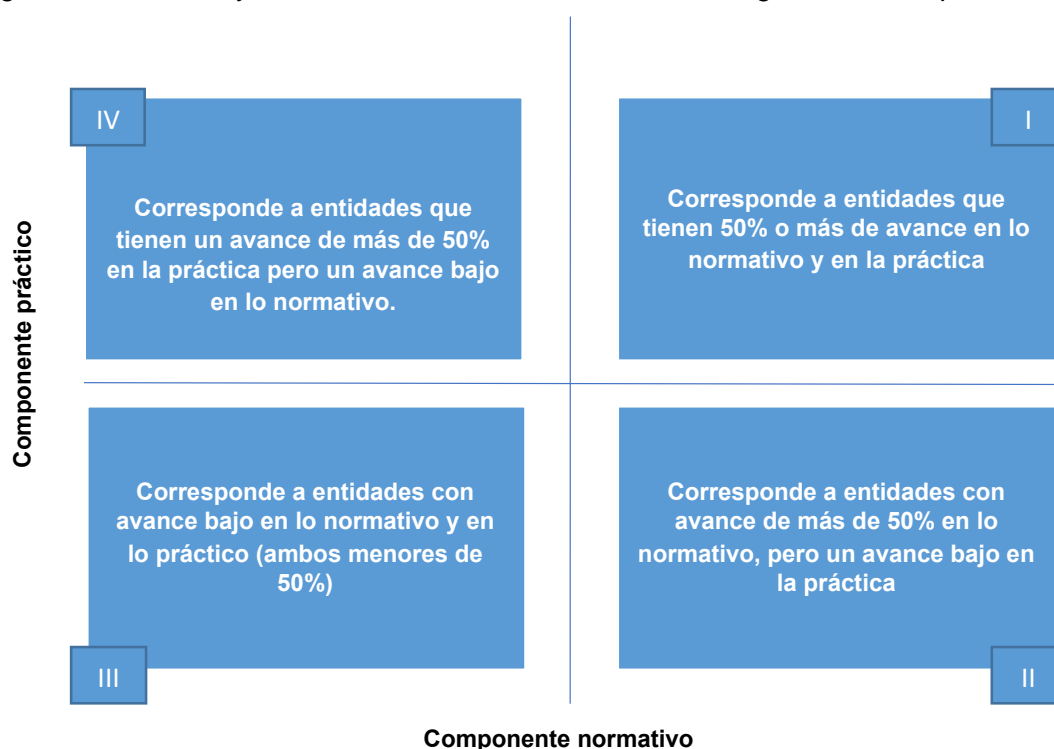 IV
Corresponde a entidades que
tienen un avance de más de 50%
en la práctica pero un avance bajo
en lo normativo.
I
Corresponde a entidades que
tienen 50% o más de avance en lo
normativo y en la práctica
Componente práctico
Corresponde a entidades con
avance bajo en lo normativo y en
lo práctico (ambos menores de
50%)
III
Corresponde a entidades con
avance de más de 50% en lo
normativo, pero un avance bajo en
la práctica
II
Componente normativo